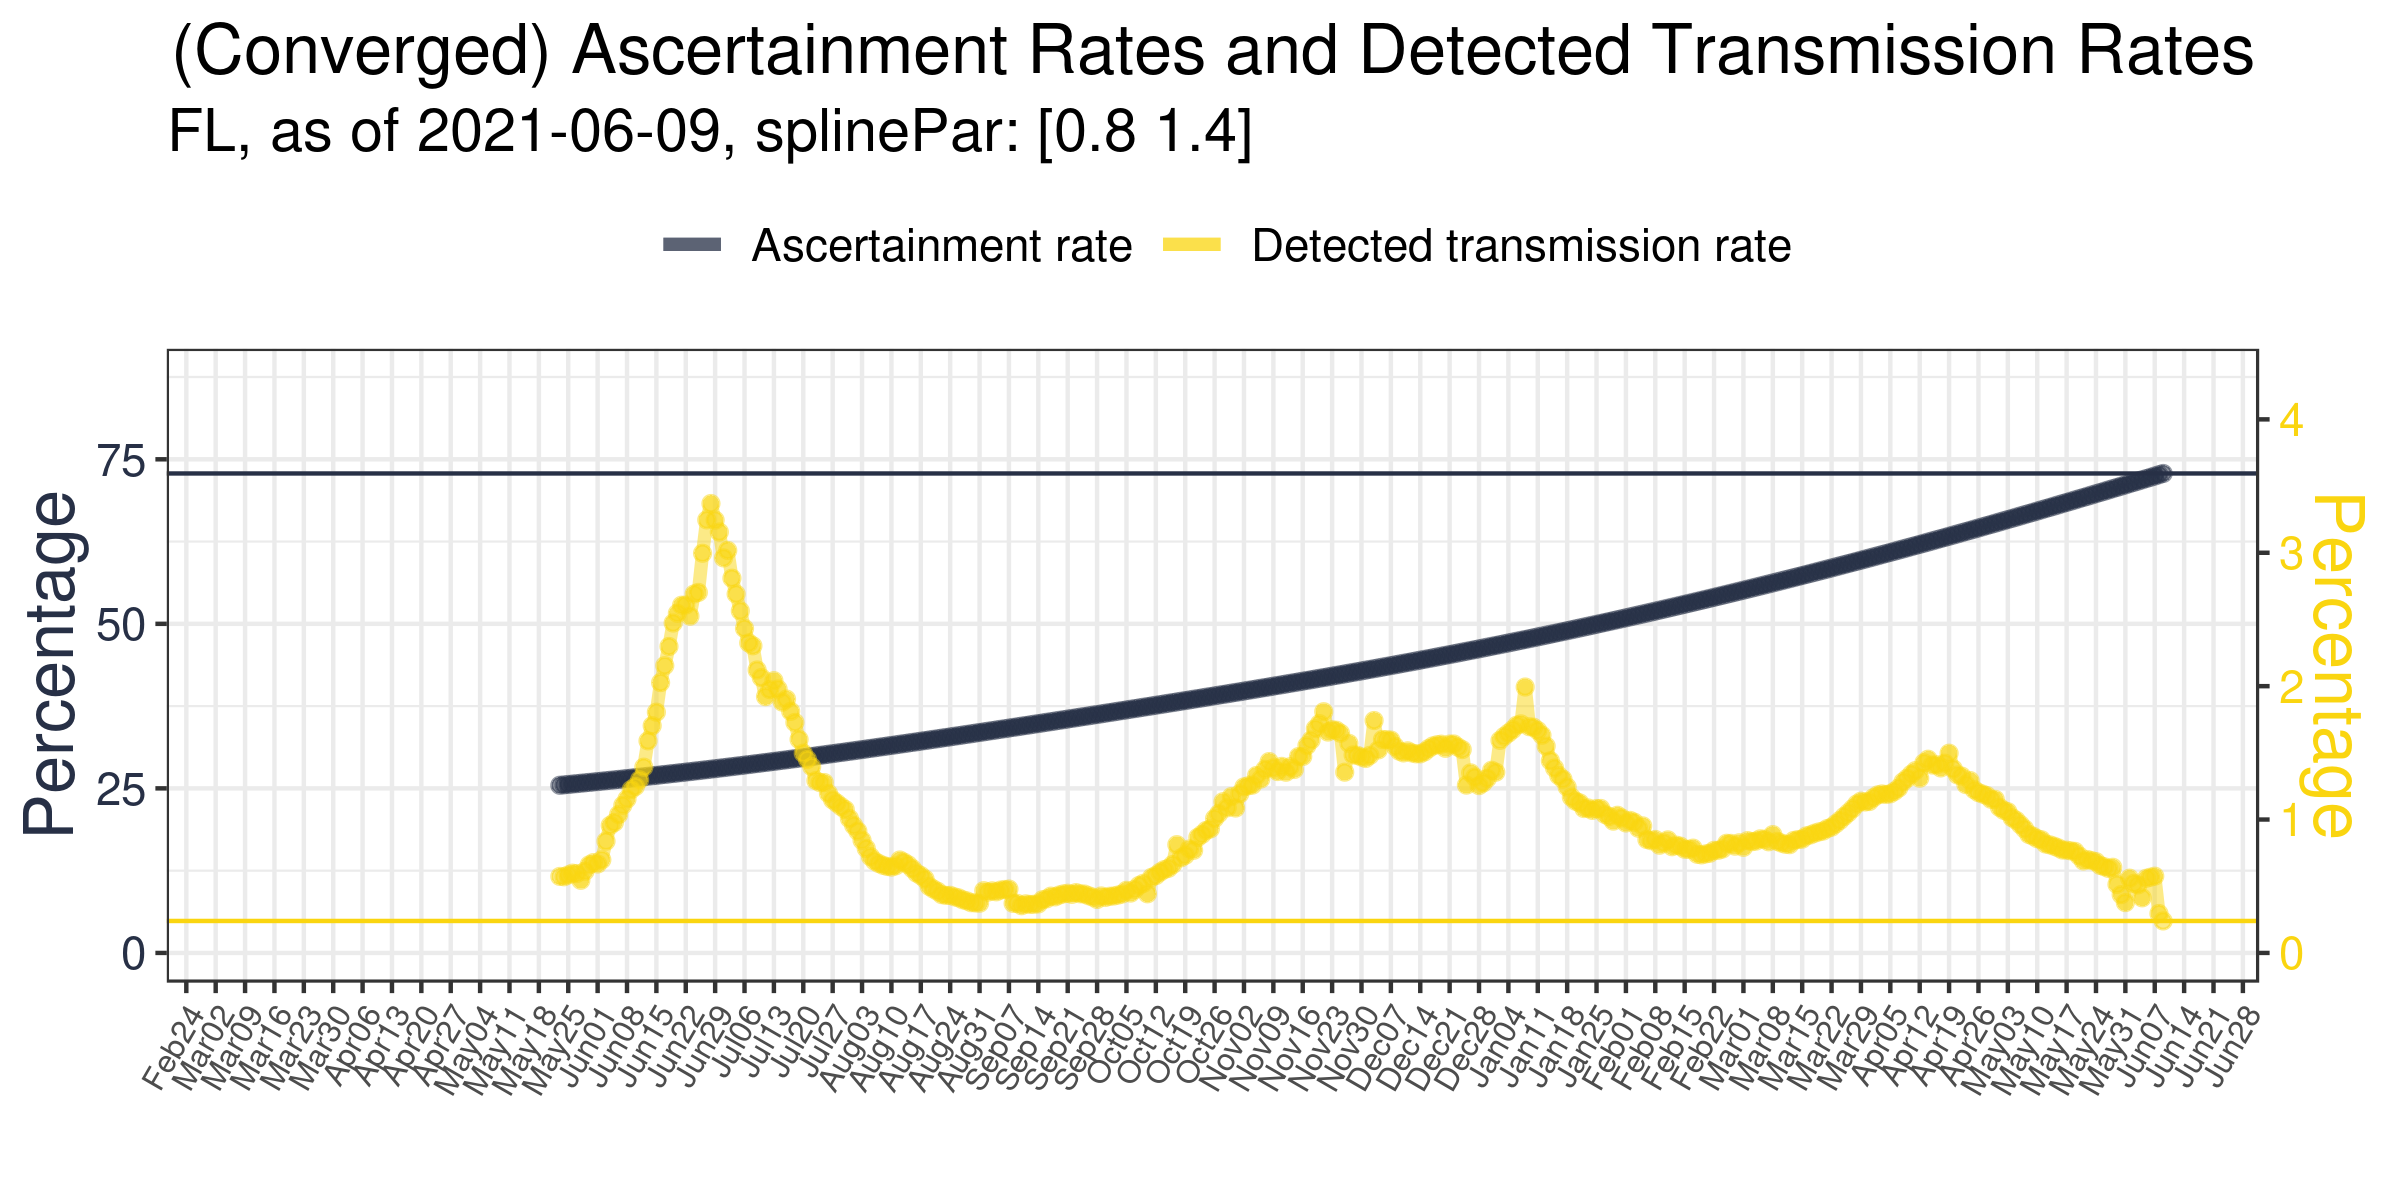 (Converged) Ascertainment Rates and Detected Transmission Rates
FL, as of 2021-06-09, splinePar: [0.8 1.4]
Ascertainment rate Detected transmission rate
Percentage
75
50
25
0
4
3
2
1
0
Percentage
Feb24 Mar02 Mar09 Mar16 Mar23 Mar30 Apr06 Apr13 Apr20 Apr27 May04 May11 May18 May25 Jun01 Jun08 Jun15 Jun22 Jun29 Jul06 Jul13 Jul20 Jul27 Aug03 Aug10 Aug17 Aug24 Aug31 Sep07 Sep14 Sep21 Sep28 Oct05 Oct12 Oct19 Oct26 Nov02 Nov09 Nov16 Nov23 Nov30 Dec07 Dec14 Dec21 Dec28 Jan04 Jan11 Jan18 Jan25 Feb01 Feb08 Feb15 Feb22 Mar01 Mar08 Mar15 Mar22 Mar29 Apr05 Apr12 Apr19 Apr26 May03 May10 May17 May24 May31 Jun07 Jun14 Jun21 Jun28